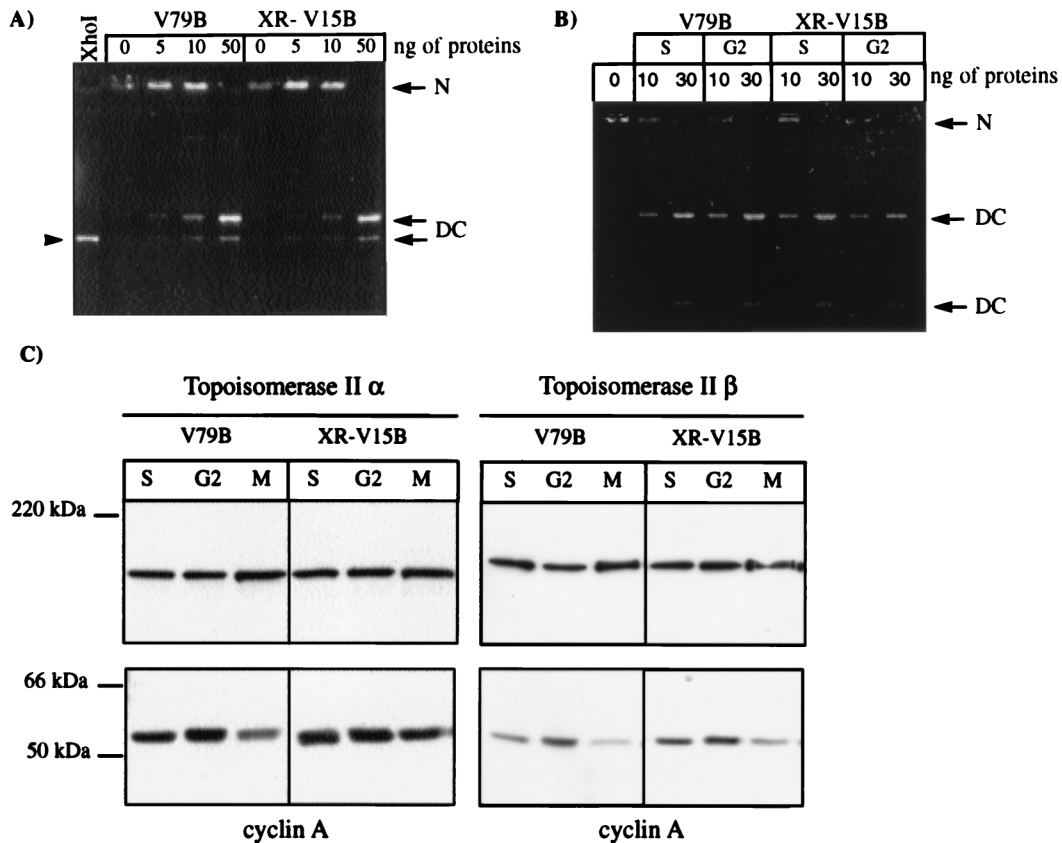 A)
V79B XR- V15B
XhoI 0 5 10 50 0 5 10 50 ng of proteins
N
DC
B)
V79B XR-V15B
S G2 S G2
0 10 30 10 30 10 30 10 30 ng of proteins
N
DC
DC
C)
Topoisomerase II α Topoisomerase II β
V79B XR-V15B V79B XR-V15B
S G2 M S G2 M S G2 M S G2 M
220 kDa
66 kDa
50 kDa
cyclin A cyclin A